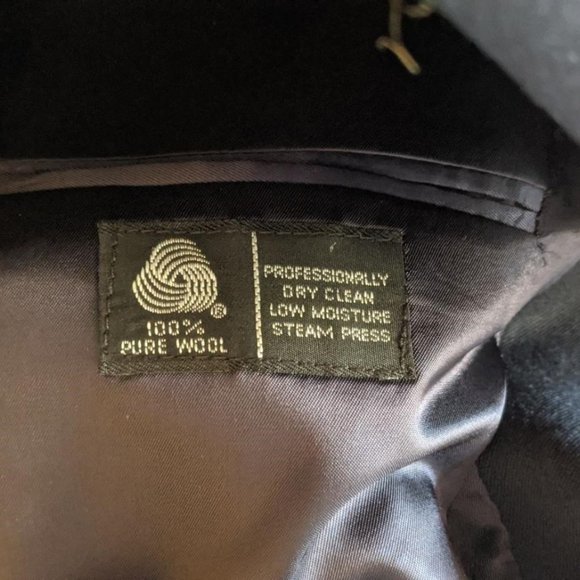 ®
100%
PURE WOOL
PROFESSIONALLY
DRY CLEAN
LOW MOISTURE
STEAM PRESS